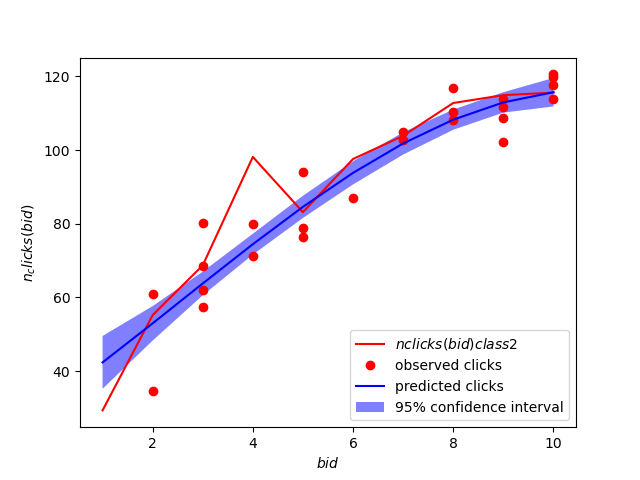 120
100
80
60
40
2
4
6
8
10
n_clicks(bid)
bid
nclicks(bid)class2
observed clicks
predicted clicks
95% confidence interval